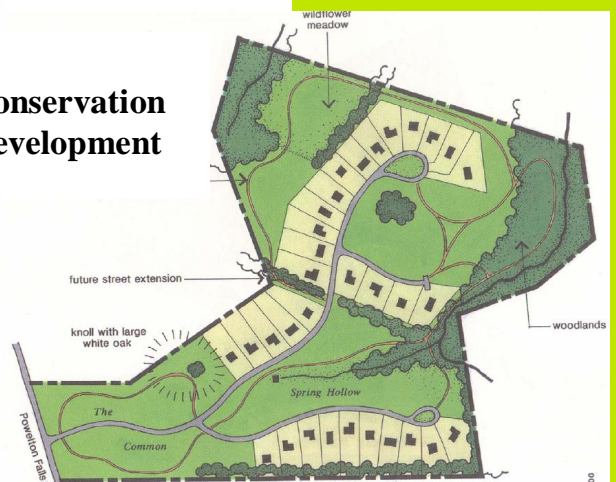 wildflower
meadow
onservation
evelopment
future street extension
knoll with large
white oak
woodlands
Spring Hollow
The
Common
Powelton Falls
00